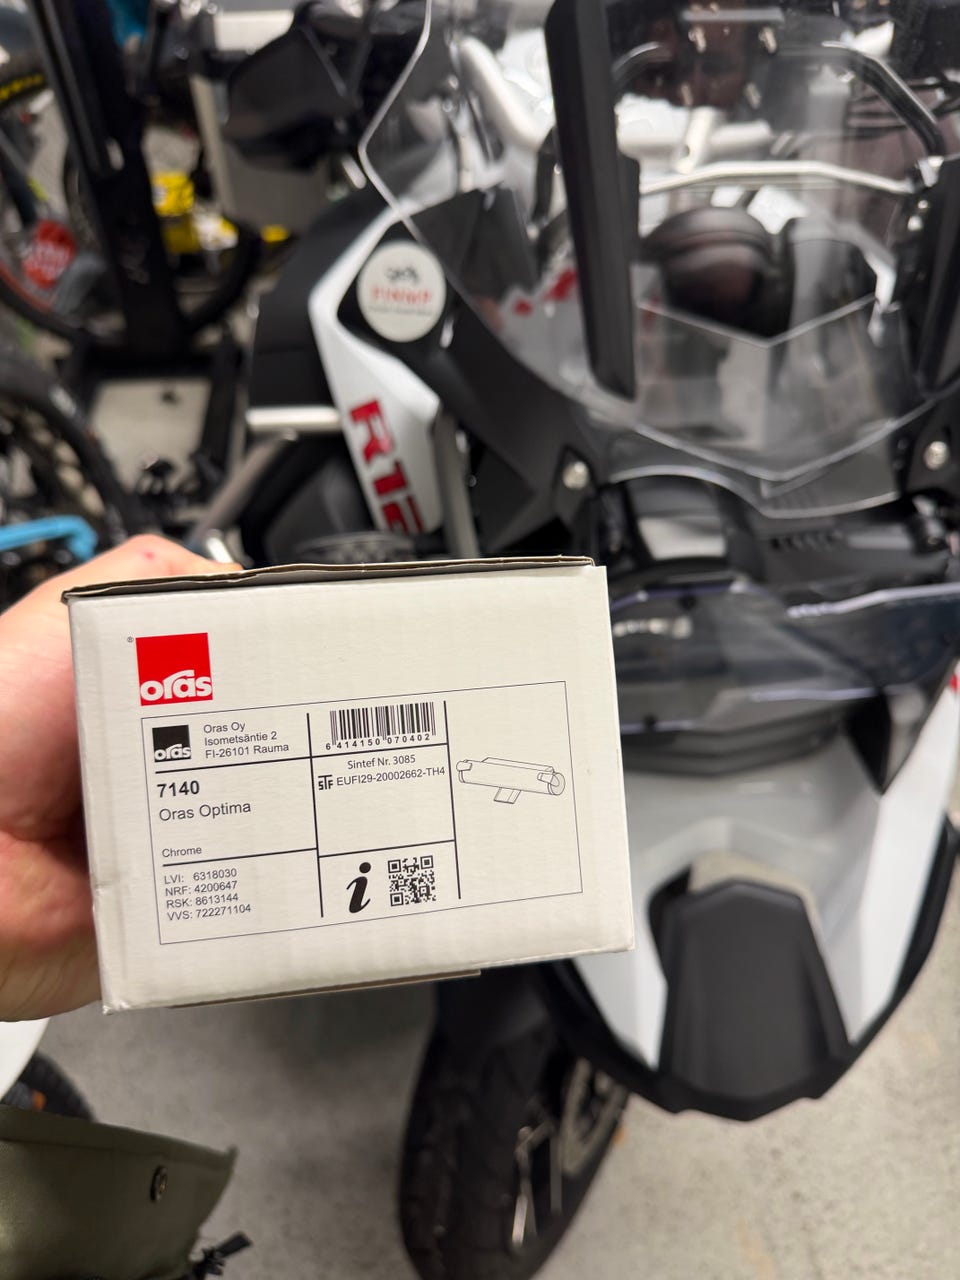 R12
®
oras
oras
Oras Oy
Isometsäntie 2
FI-26101 Rauma
7140
Oras Optima
Chrome
LVI: 6318030
NRF: 4200647
RSK: 8613144
VVS: 722271104
6 414150 070402
Sintef Nr. 3085
STF EUFI29-20002662-TH4
i